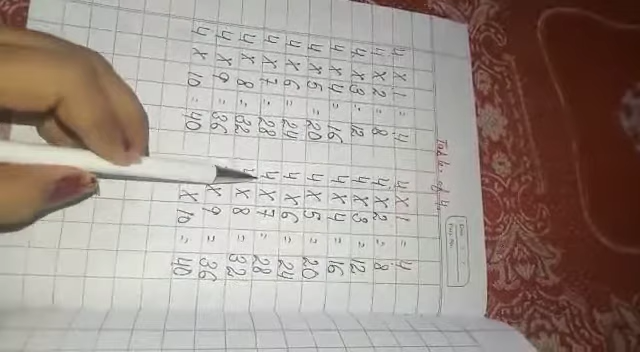 Table of 4
4 X 1 = 4
4 X 2 = 8
4 X 3 = 12
4 X 4 = 16
4 X 5 = 20
4 X 6 = 24
4 X 7 = 28
4 X 8 = 32
4 X 9 = 36
4 X 10 = 40
4 X 1 = 4
4 X 2 = 8
4 X 3 = 12
4 X 4 = 16
4 X 5 = 20
4 X 6 = 24
4 X 7 = 28
X 8 = 32
X 9 = 36
X 10 = 40